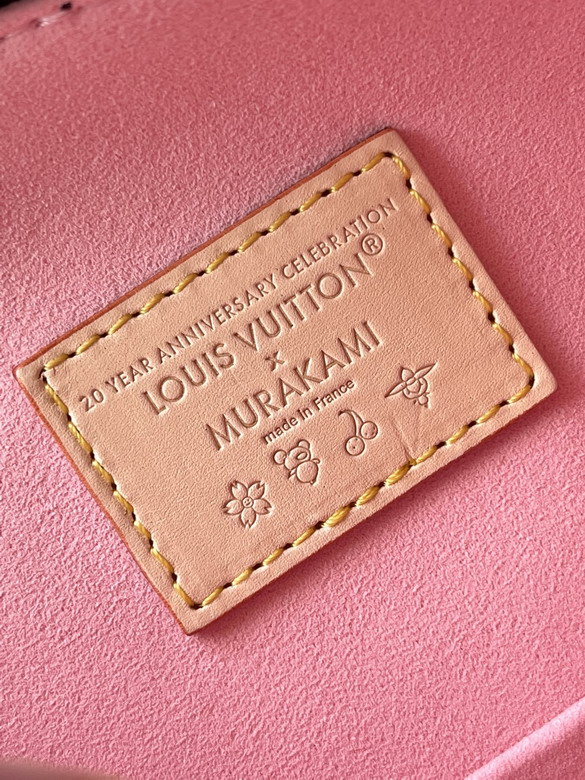 20 YEAR ANNIVERSARY CELEBRATION
LOUIS VUITTON®
x
MURAKAMI
made in France